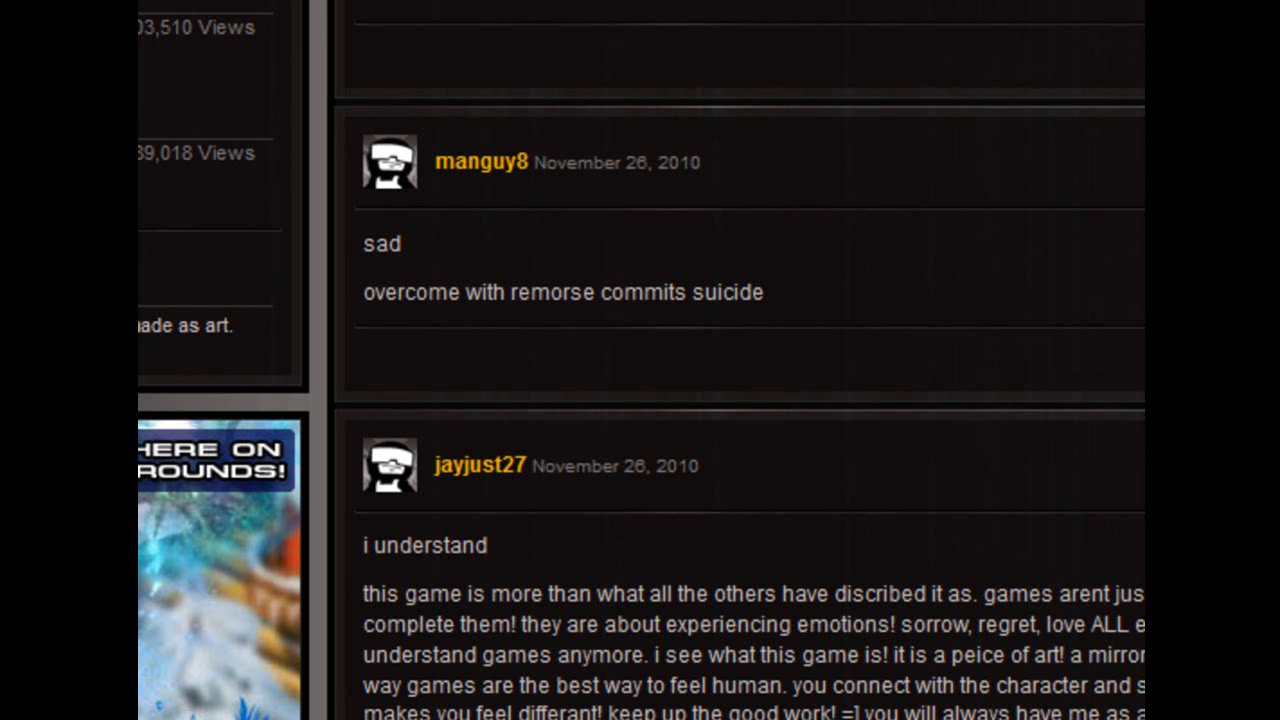 03,510 Views
39,018 Views
made as art.
HERE ON
ROUNDS!
manguy8 November 26, 2010
sad
overcome with remorse commits suicide
jayjust27 November 26, 2010
i understand
this game is more than what all the others have discribed it as. games arent jus
complete them! they are about experiencing emotions! sorrow, regret, love ALL e
understand games anymore. i see what this game is! it is a peice of art! a mirror
way games are the best way to feel human. you connect with the character and s
makes you feel differant! keep up the good work! =] you will always have me as a